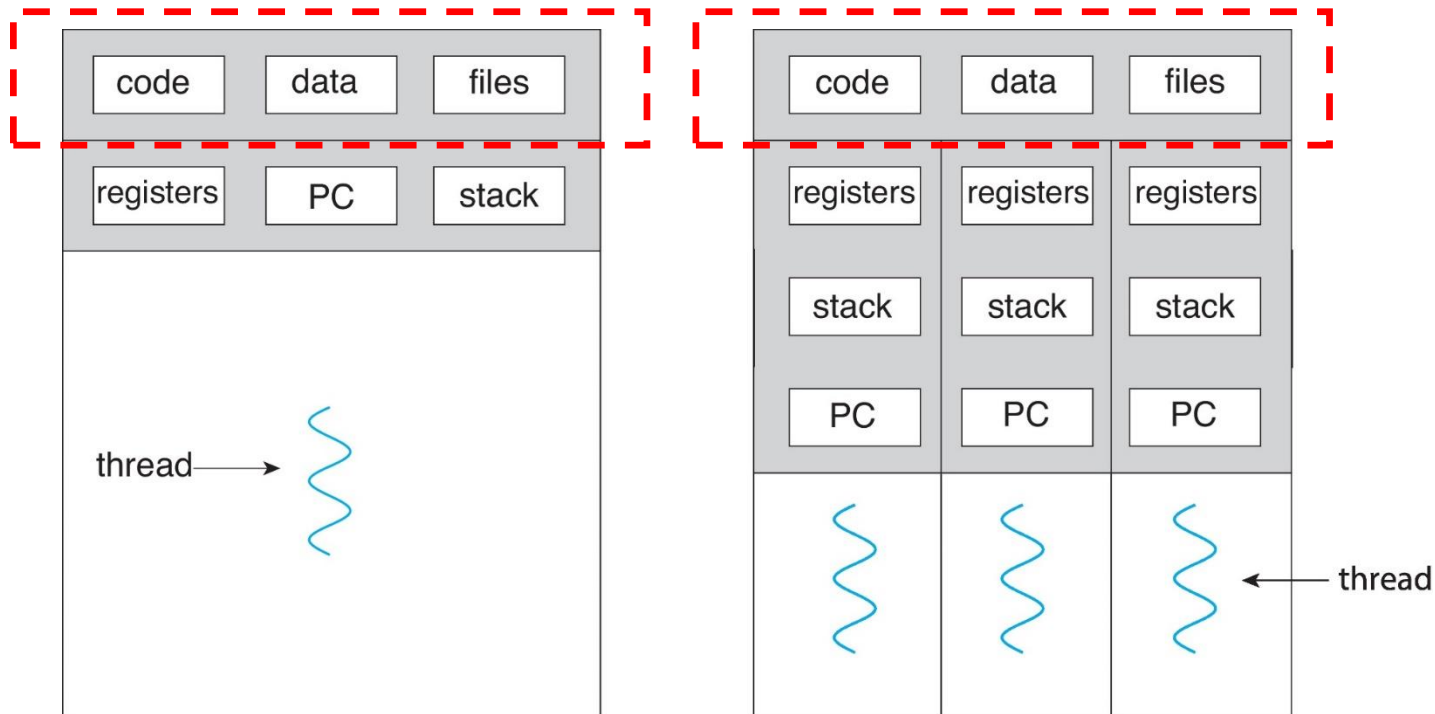 code data files
registers PC stack
thread
code data files
registers registers registers
stack stack stack
PC PC PC
thread